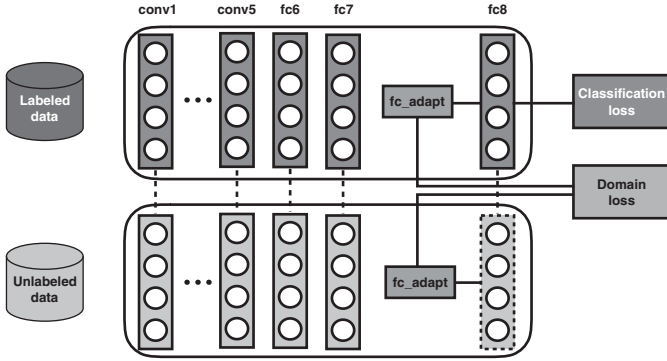 conv1 conv5 fc6 fc7 fc8
Labeled
data
fc_adapt
Classification
loss
Domain
loss
Unlabeled
data
fc_adapt